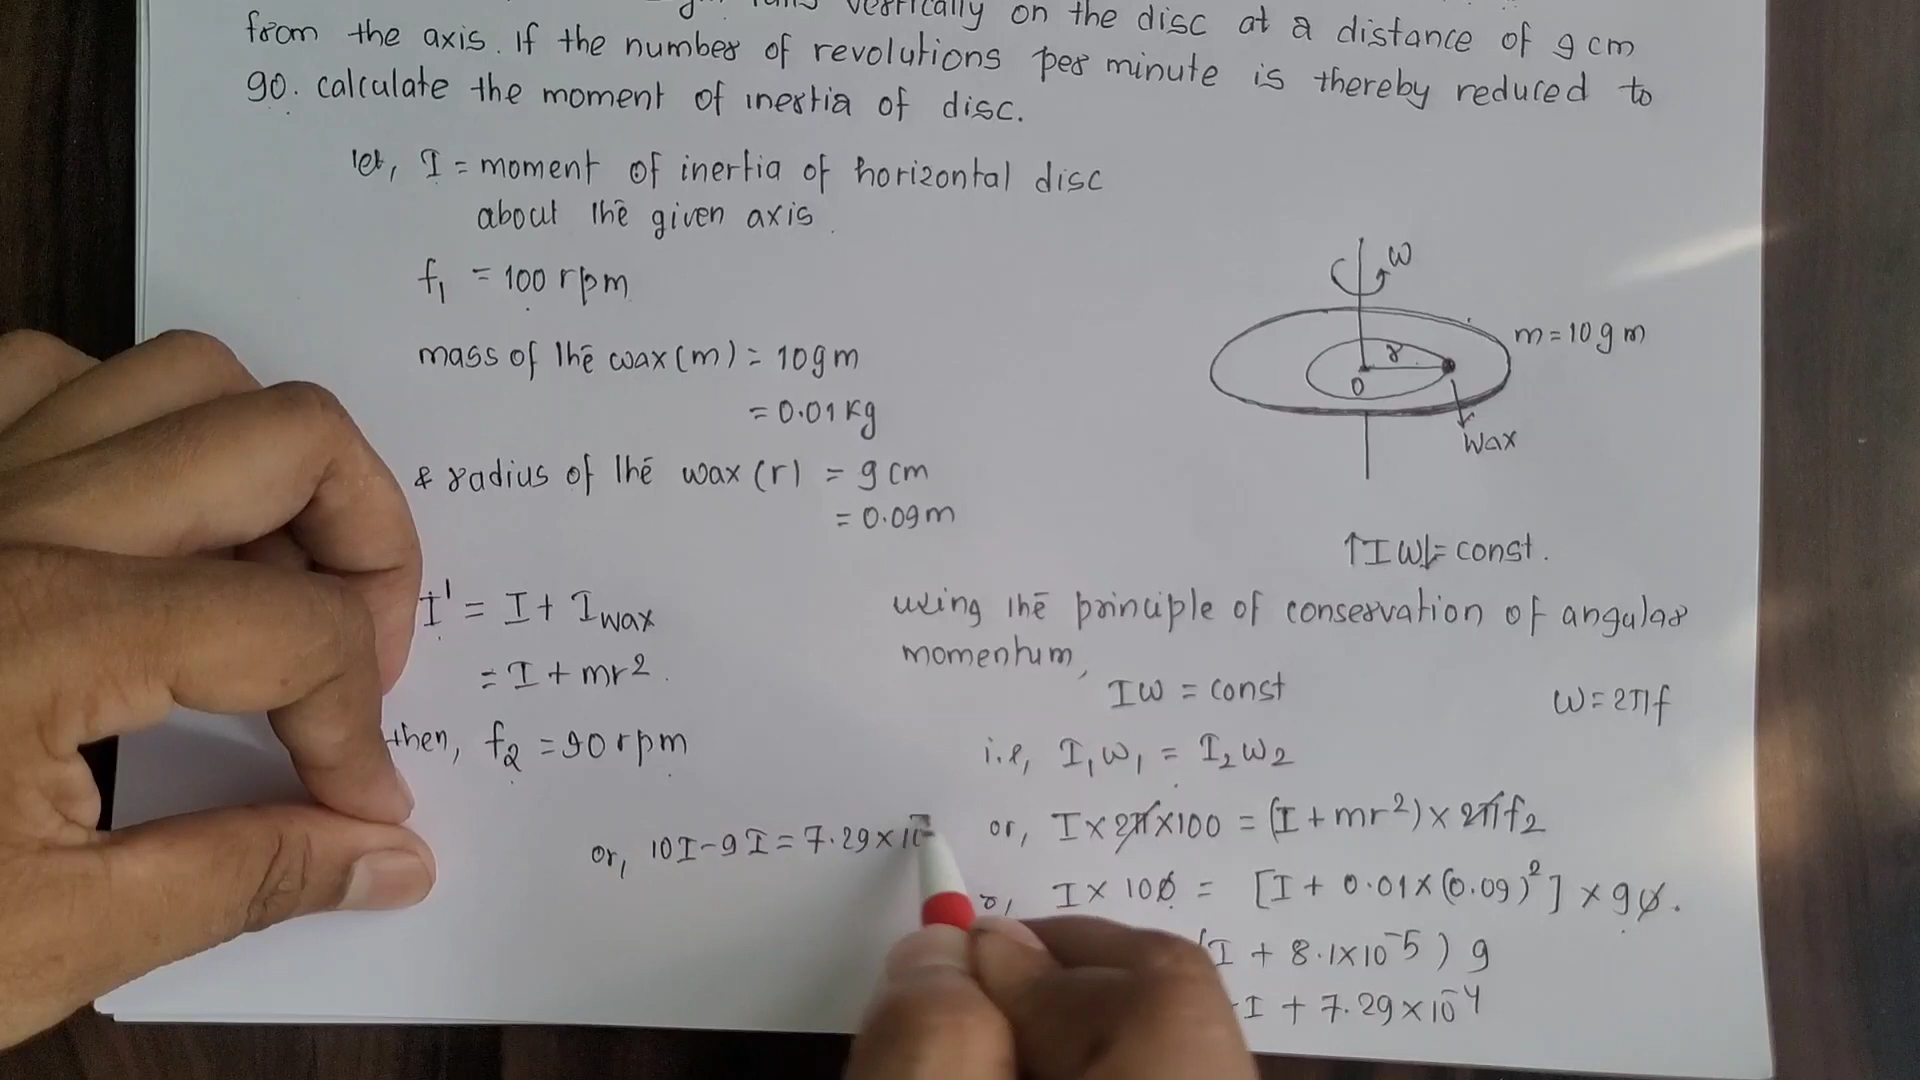 vertically on the disc at a distance of 9 cm
from the axis. If the number of revolutions per minute is thereby reduced to
90. calculate the moment of inertia of disc.
let, I = moment of inertia of horizontal disc
about the given axis.
f₁ = 100 rpm
mass of the wax (m) = 10gm
= 0.01 kg
& radius of the wax (r) = 9 cm
= 0.09m
I' = I + I wax
= I + mr²
then, f₂ = 90 rpm
or, 10I - 9I = 7.29 × 10
ω
m = 10 gm
r
O
wax
↑Iω↓ = const.
using the principle of conservation of angular
momentum,
Iω = const
ω = 2πf
i.e, I₁ω₁ = I₂ω₂
or, I × 2π × 100 = (I + mr²) × 2πf₂
or, I × 100 = [I + 0.01 × (0.09)²] × 90.
(I + 8.1×10⁻⁵) 9
I + 7.29 × 10⁻⁴